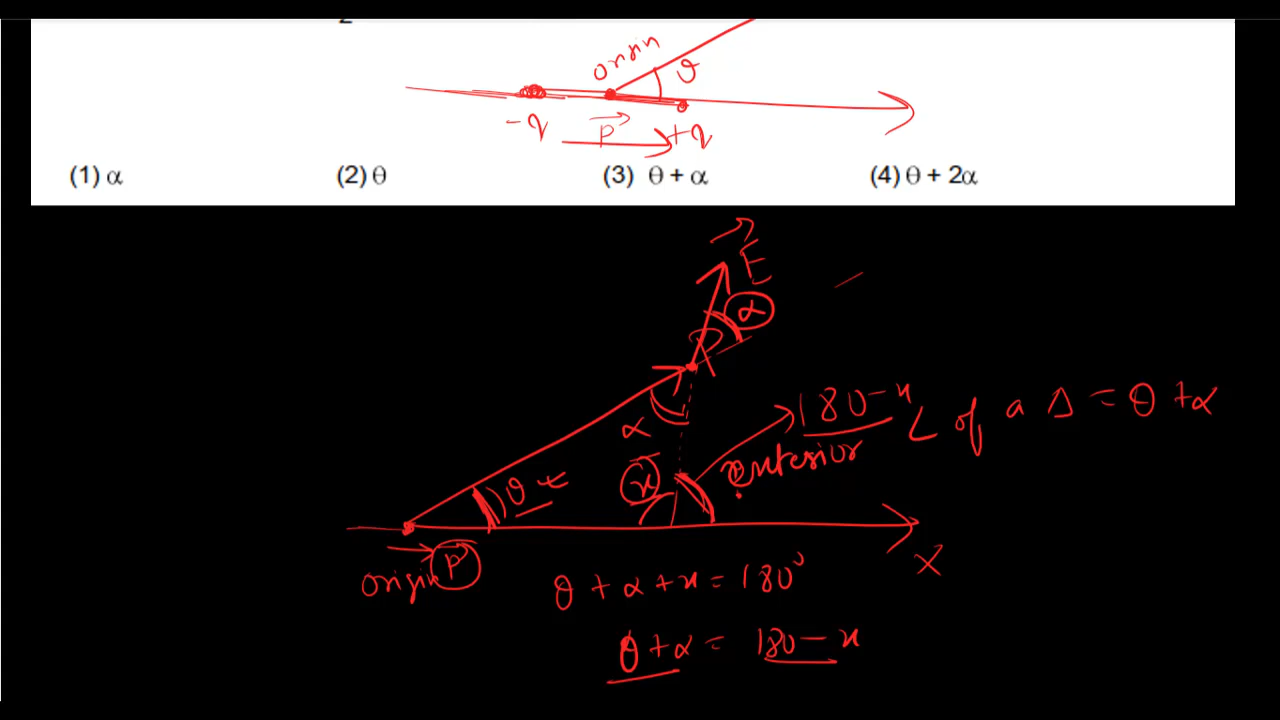 origin
θ
-q
p
+q
(1) α
(2) θ
(3) θ + α
(4) θ + 2α
E
α
P
180-x
∠ of a Δ = θ + α
α
x
exterior
θ
X
origin
p
θ + α + x = 180°
θ + α = 180 - x